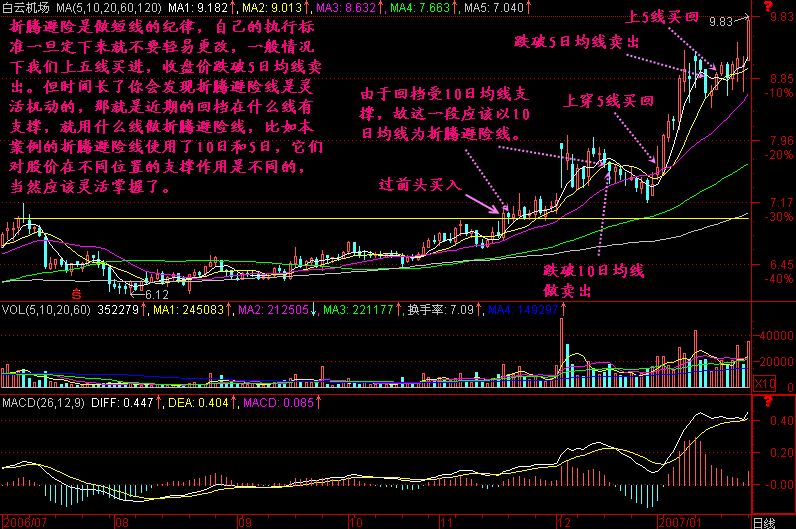 白云机场 MA(5,10,20,60,120) MA1: 9.182↑, MA2: 9.013↑, MA3: 8.632↑, MA4: 7.663↑, MA5: 7.040↑
折腾避险是做短线的纪律，自己的执行标
准一旦定下来就不要轻易更改，一般情况
下我们上五线买进，收盘价跌破5日均线卖
出。但时间长了你会发现折腾避险线是灵
活机动的，那就是近期的回档在什么线有
支撑，就用什么线做折腾避险线，比如本
案例的折腾避险线使用了10日和5日，它们
对股价在不同位置的支撑作用是不同的，
当然应该灵活掌握了。
上5线买回
9.83
跌破5日均线卖出
由于回档受10日均线支
撑，故这一段应该以10
日均线为折腾避险线。
上穿5线买回
过前头买入
跌破10日均线
做卖出
6.12
?
9.83
8.95
-10%
-20%
7.17
-30%
6.45
-40%
VOL(5,10,20,60) 352279↑, MA1: 245083↑, MA2: 212505↓, MA3: 221177↑, 换手率: 7.09↑, MA4: 149297↑
40000
20000
X10
0
MACD(26,12,9) DIFF: 0.447↑, DEA: 0.404↑, MACD: 0.085↑
?
0.40
0.20
0.00
2006/07 08 09 10 11 12 2007/01 日线